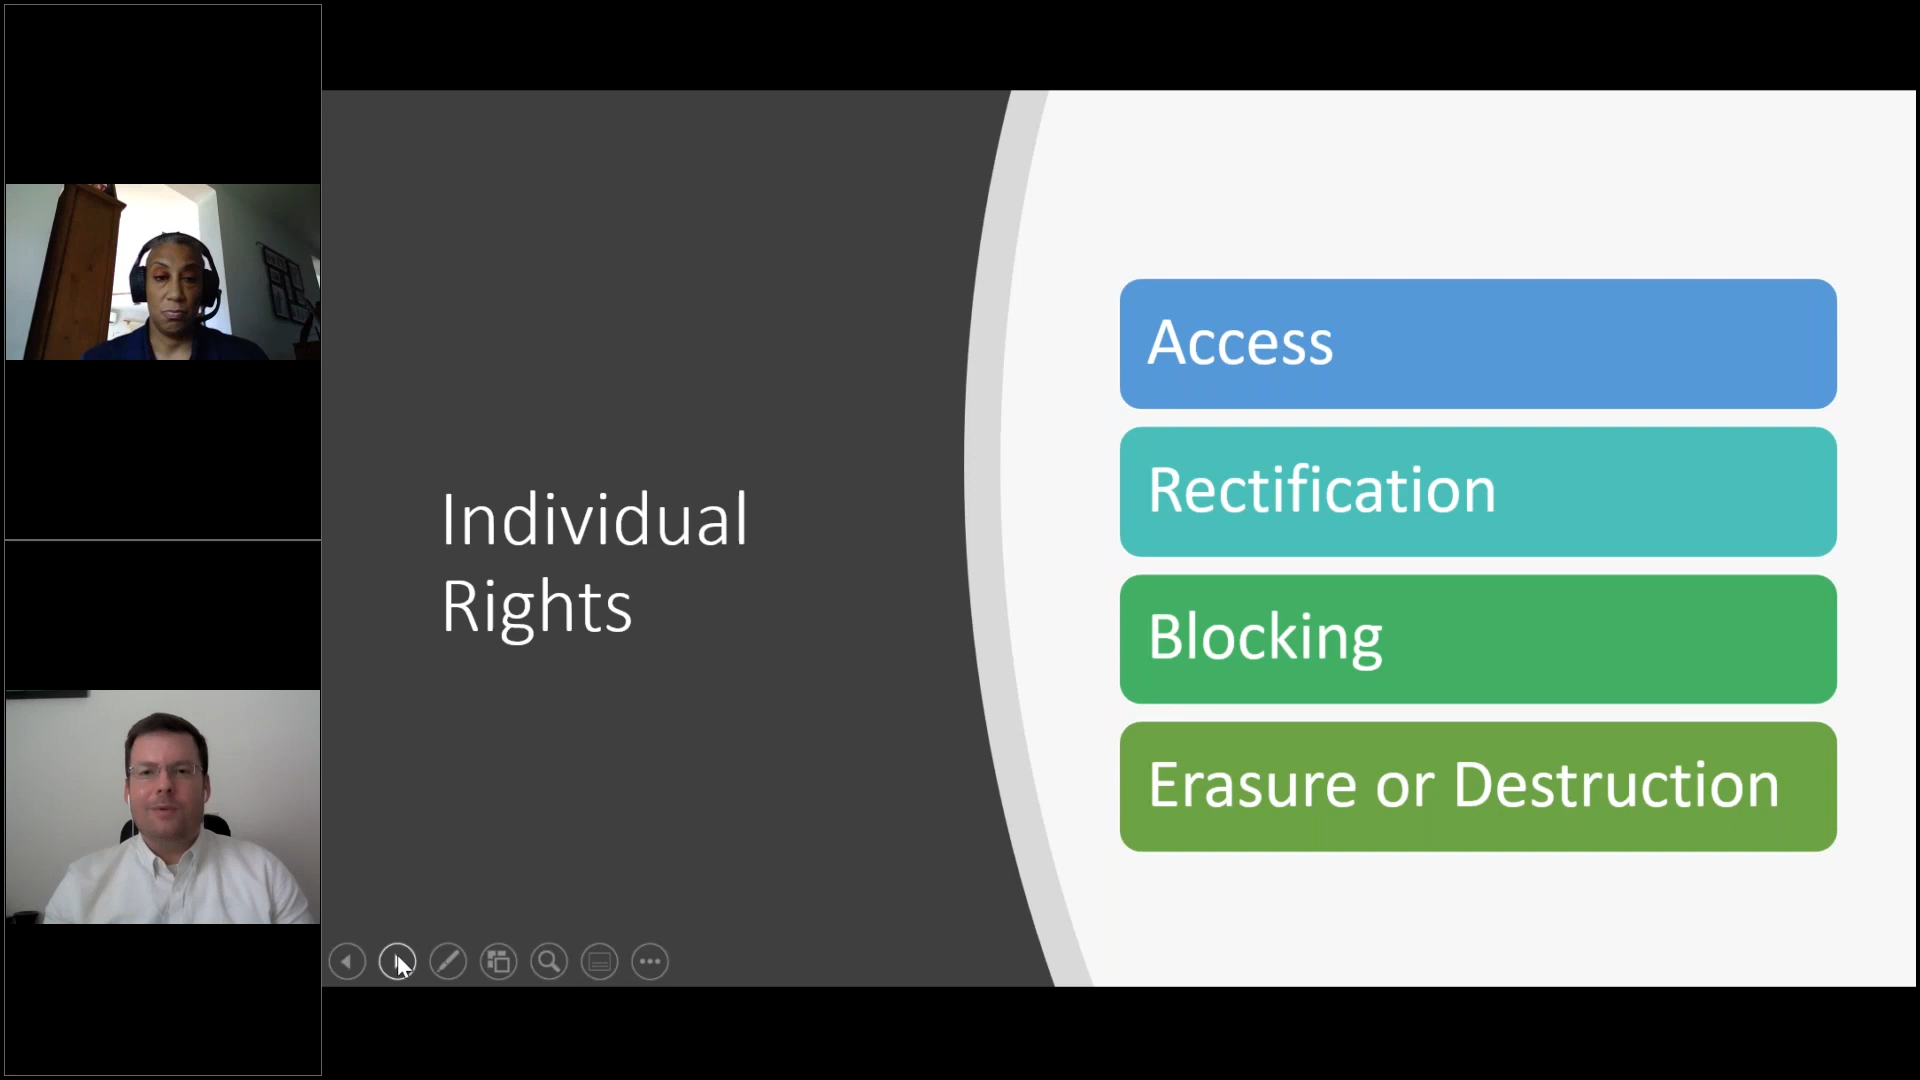 Individual
Rights
Access
Rectification
Blocking
Erasure or Destruction